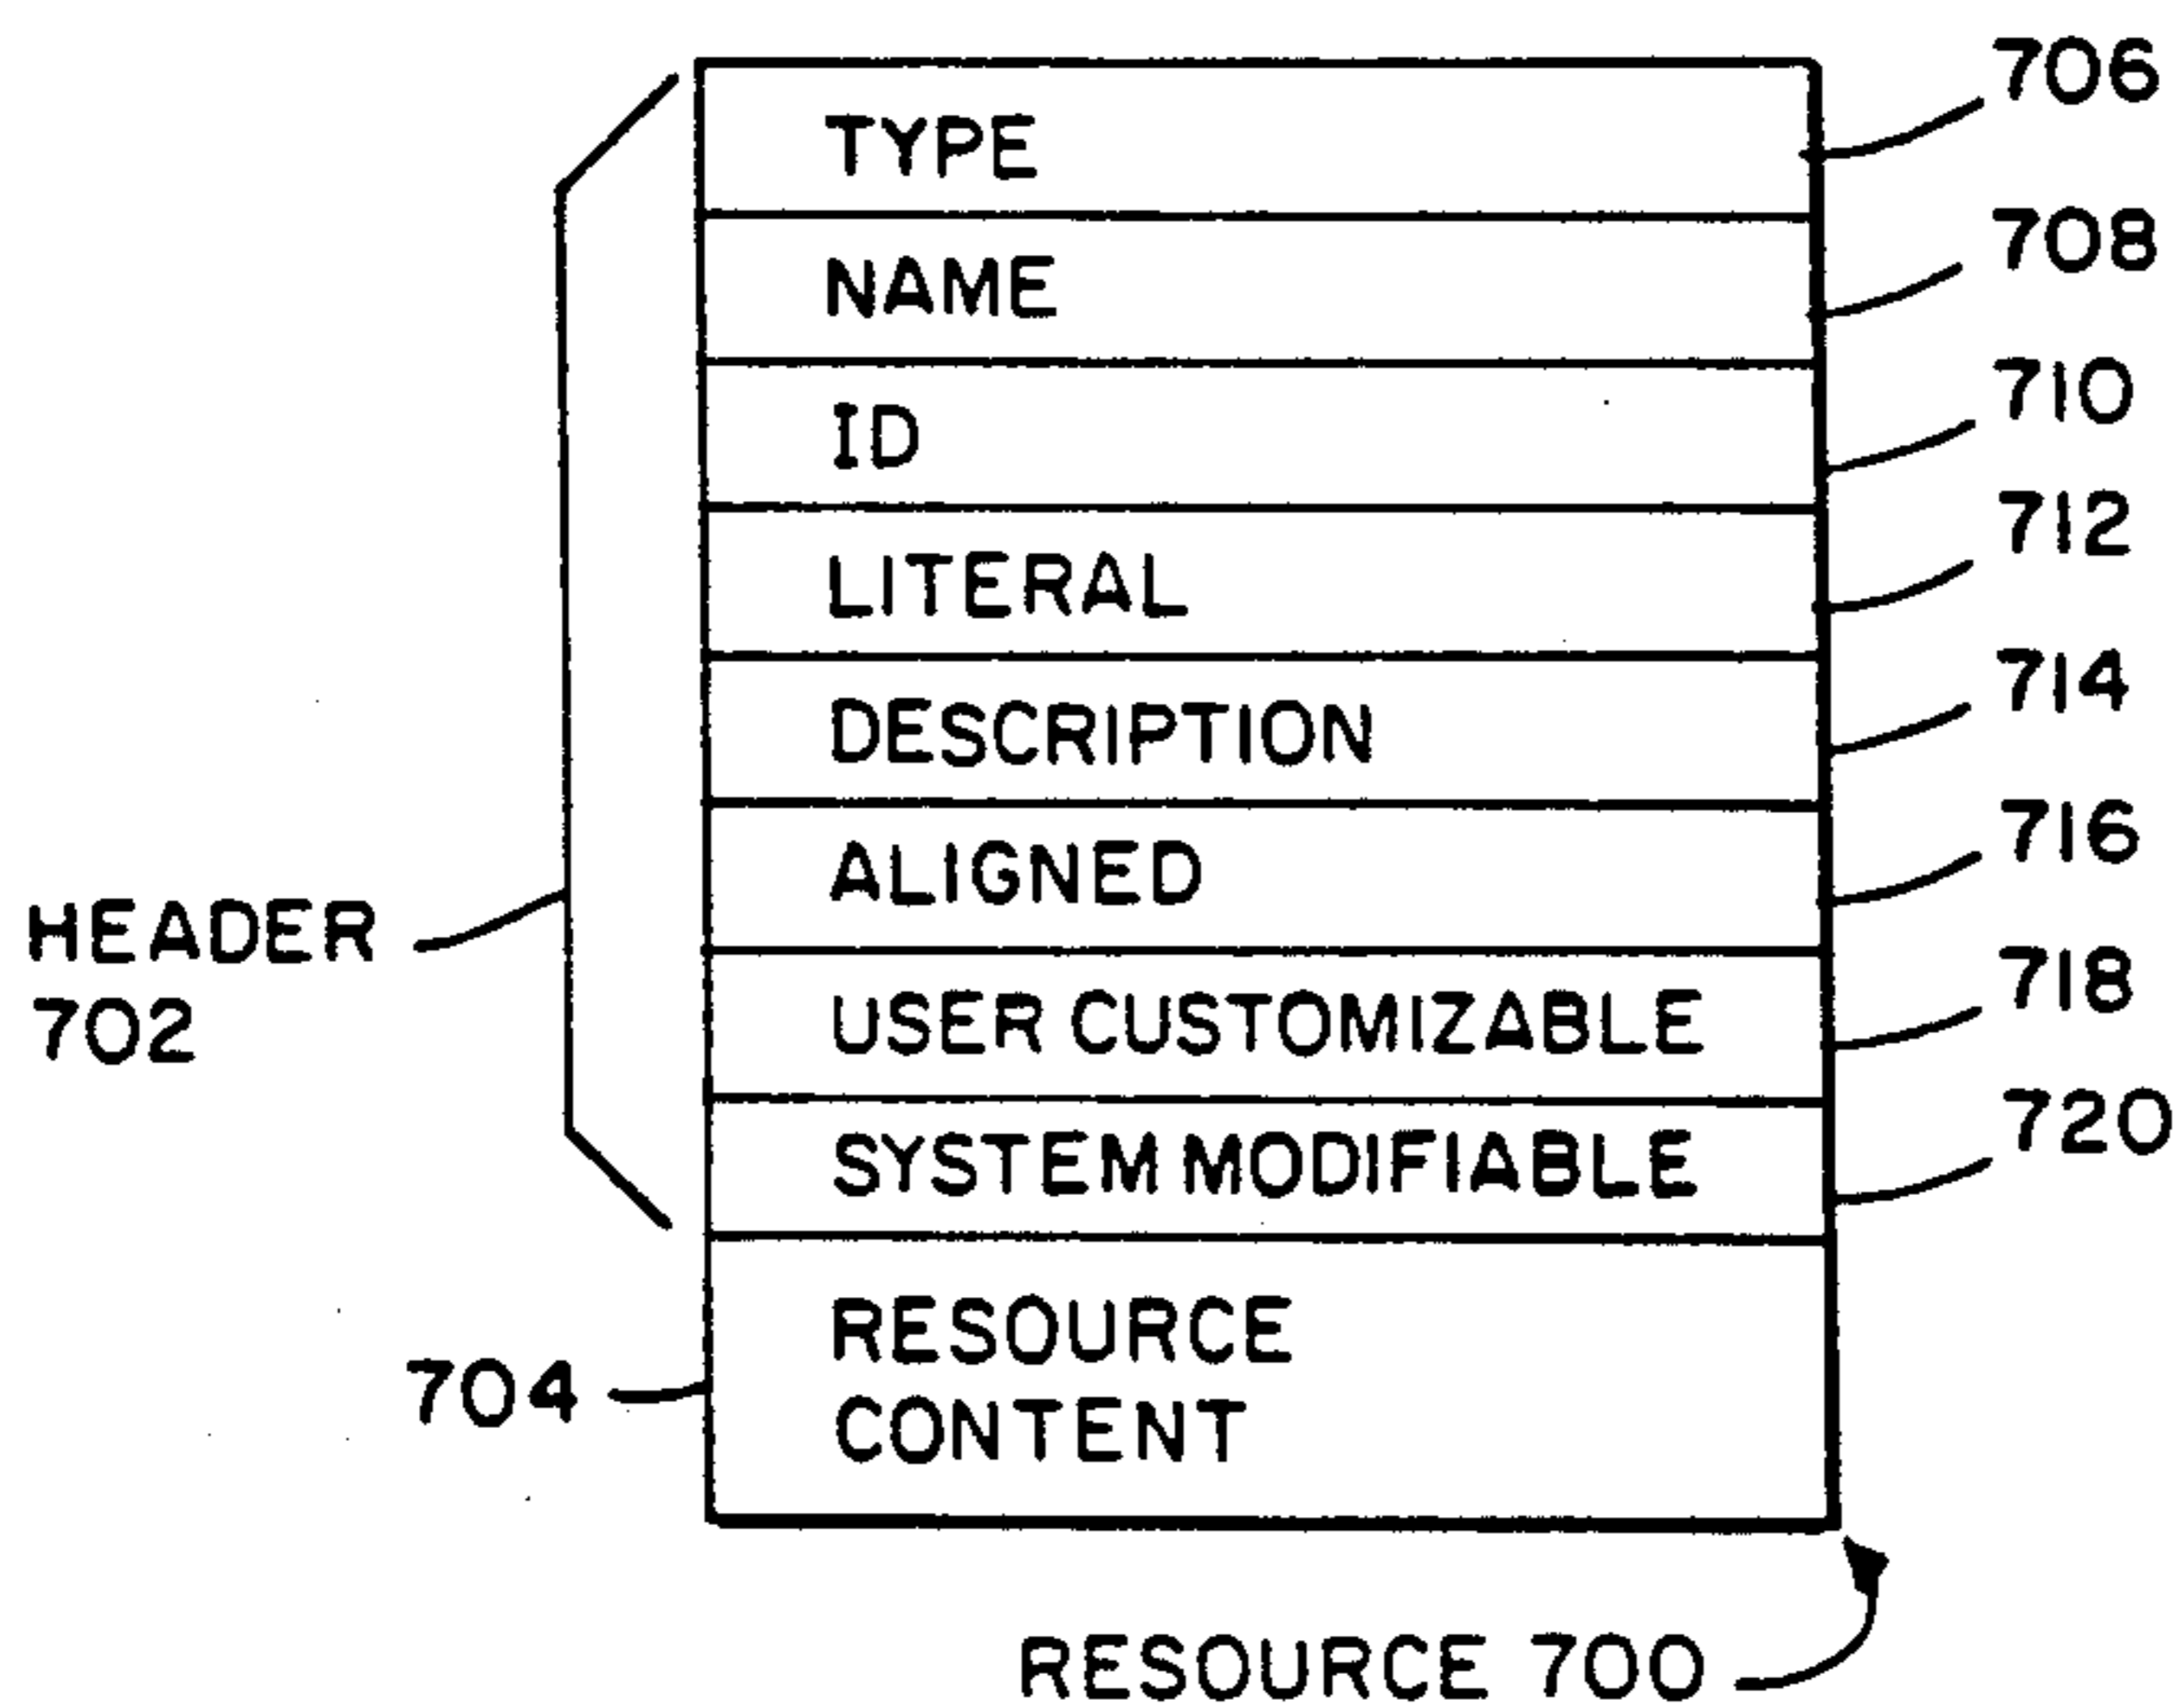 706
TYPE
708
NAME
710
ID
712
LITERAL
714
DESCRIPTION
716
ALIGNED
HEADER
702
718
USER CUSTOMIZABLE
720
SYSTEM MODIFIABLE
RESOURCE
704
CONTENT
RESOURCE 700